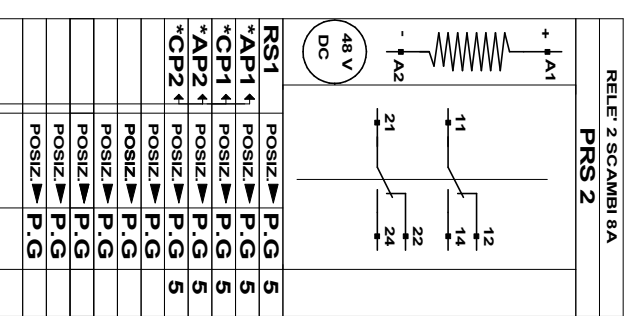 RELE' 2 SCAMBI 8A
PRS 2
+ A1
12
11 14
- A2
22
21 24
48 V
DC
RS1 POSIZ. P.G 5
*AP1 POSIZ. P.G 5
*CP1 POSIZ. P.G 5
*AP2 POSIZ. P.G 5
*CP2 POSIZ. P.G 5
POSIZ. P.G
POSIZ. P.G
POSIZ. P.G
POSIZ. P.G
POSIZ. P.G
POSIZ. P.G